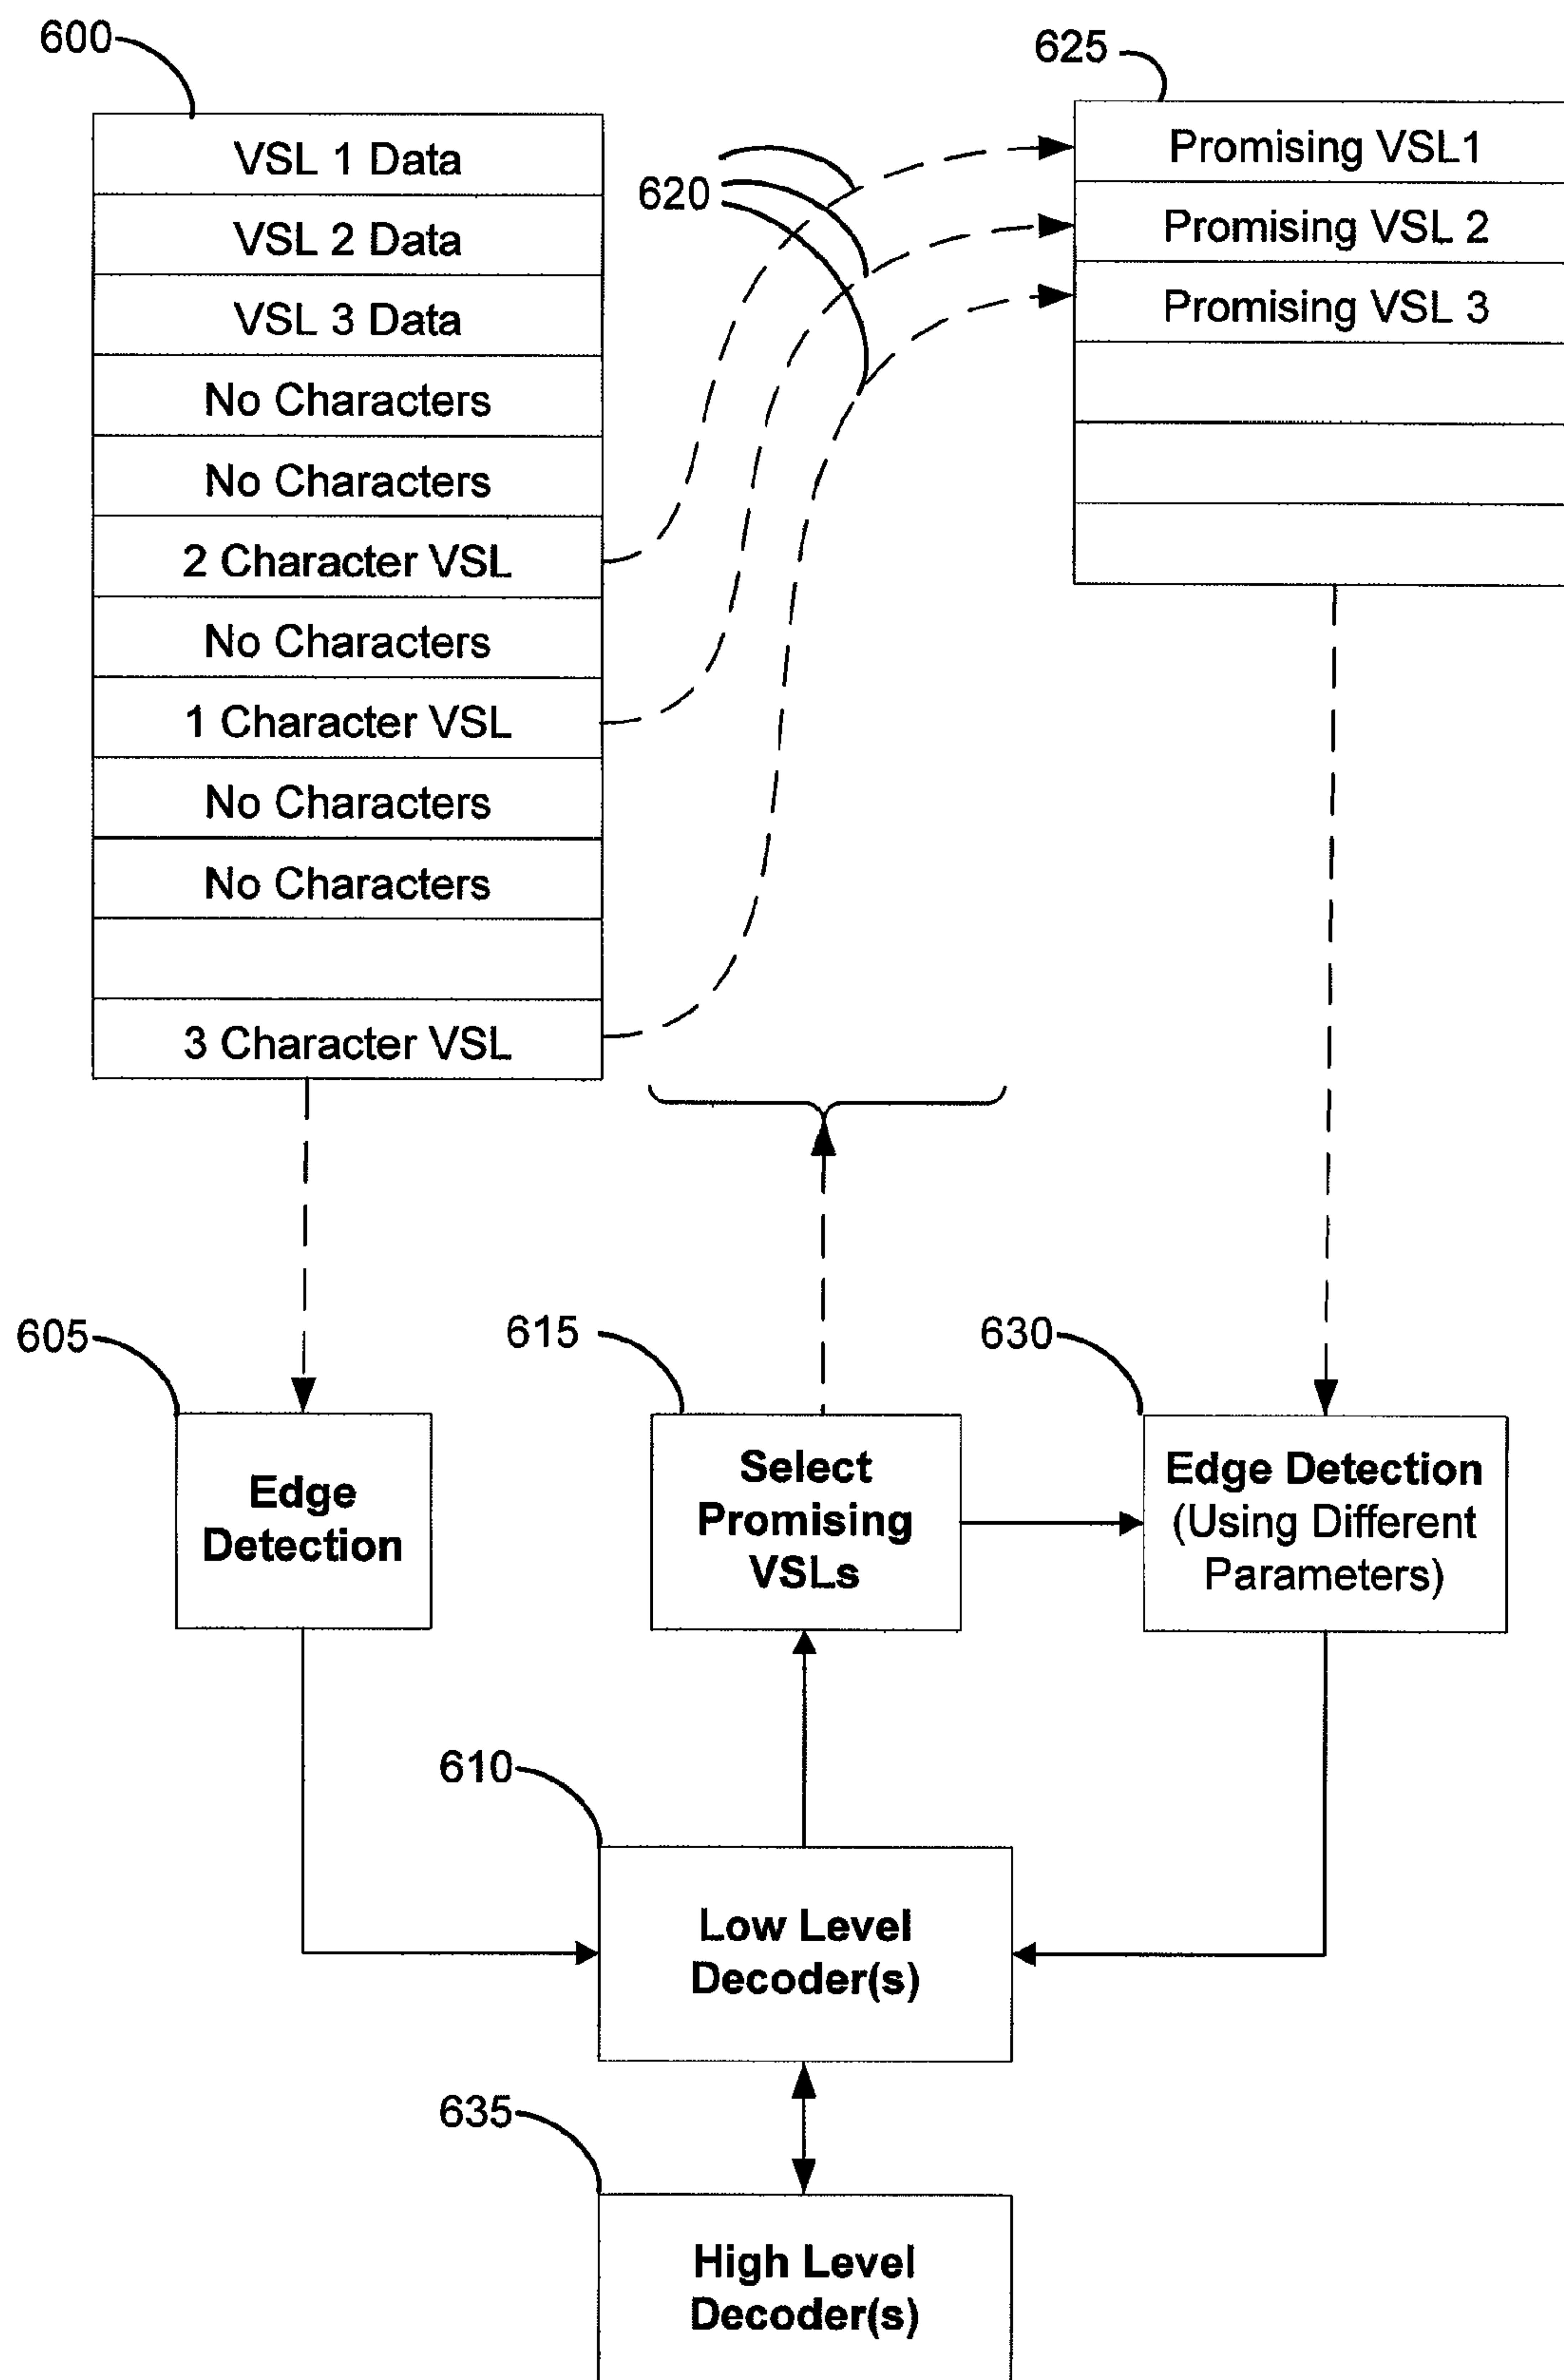 600
VSL 1 Data
VSL 2 Data
VSL 3 Data
No Characters
No Characters
2 Character VSL
No Characters
1 Character VSL
No Characters
No Characters
3 Character VSL
620
625
Promising VSL1
Promising VSL 2
Promising VSL 3
605
Edge
Detection
615
Select
Promising
VSLs
630
Edge Detection
(Using Different
Parameters)
610
Low Level
Decoder(s)
635
High Level
Decoder(s)